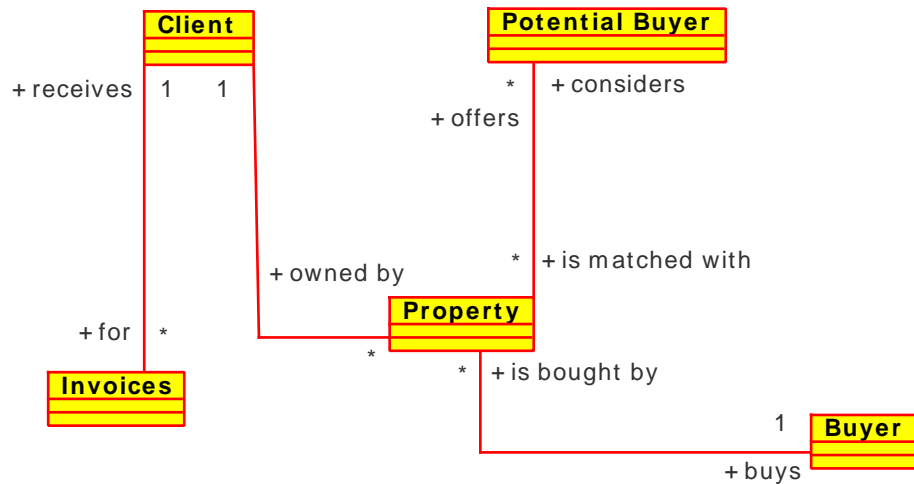 Client
Potential Buyer
+ receives
1
1
*
+ considers
+ offers
+ owned by
*
+ is matched with
Property
+ for
*
*
*
+ is bought by
Invoices
1
Buyer
+ buys